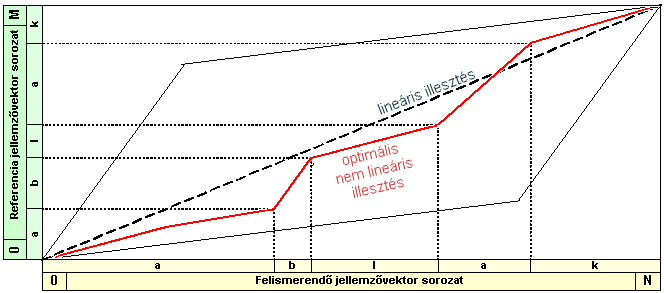 M
Referencia jellemzővektor sorozat
0
k
a
l
b
a
lineáris illesztés
optimális
nem lineáris
illesztés
a b l a k
0 Felismerendő jellemzővektor sorozat N